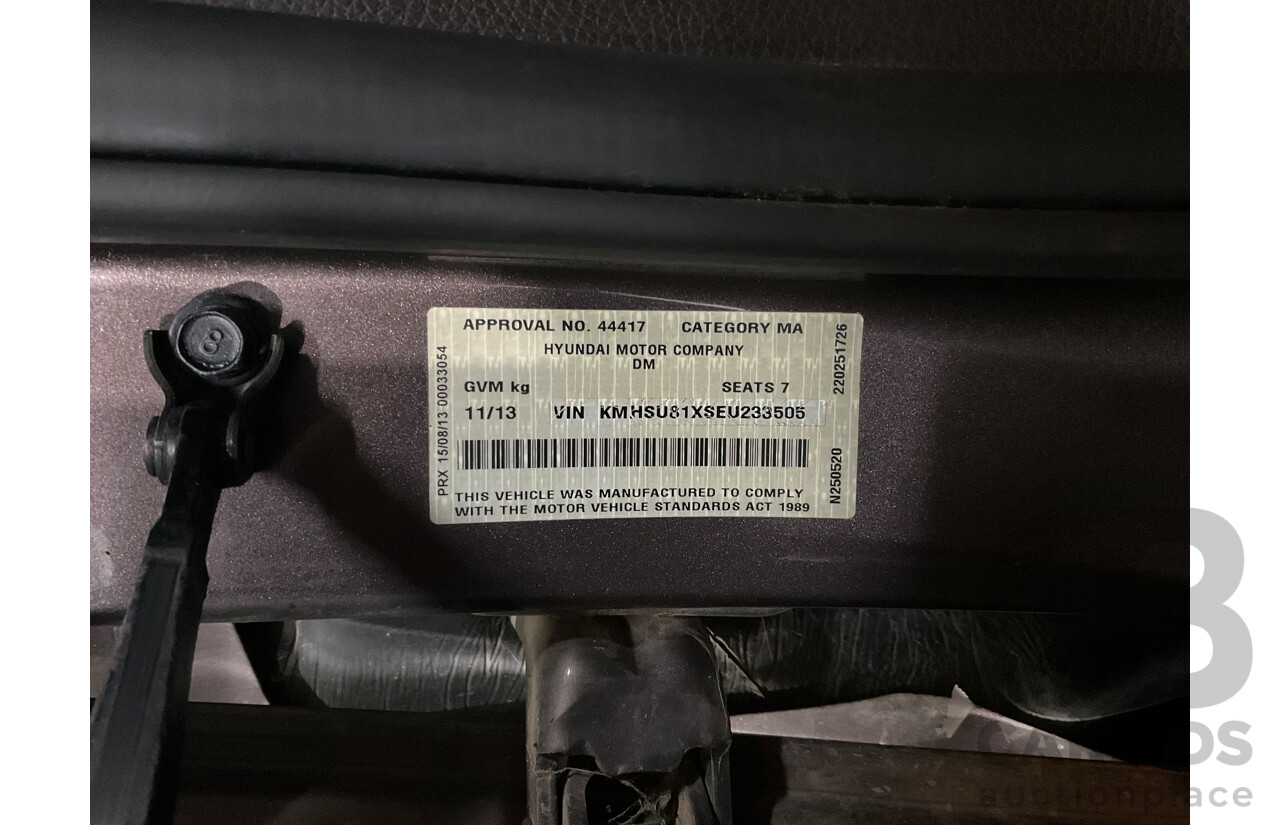 APPROVAL NO. 44417 CATEGORY MA
HYUNDAI MOTOR COMPANY
DM
GVM kg SEATS 7
11/13 VIN KMHSU81XSEU233505
THIS VEHICLE WAS MANUFACTURED TO COMPLY
WITH THE MOTOR VEHICLE STANDARDS ACT 1989
PRX 15/08/13 00033054
N250520 220251726
8
auctionplace